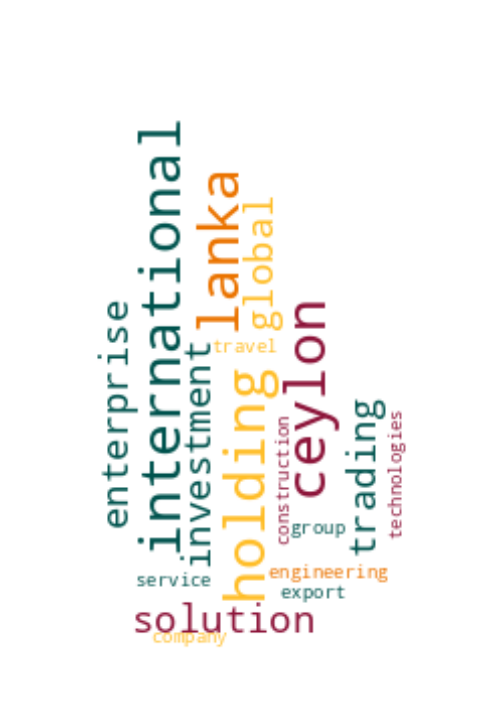 international
lanka
global
enterprise
ceylon
travel
investment
holding
trading
technologies
construction
group
engineering
service
export
solution
company